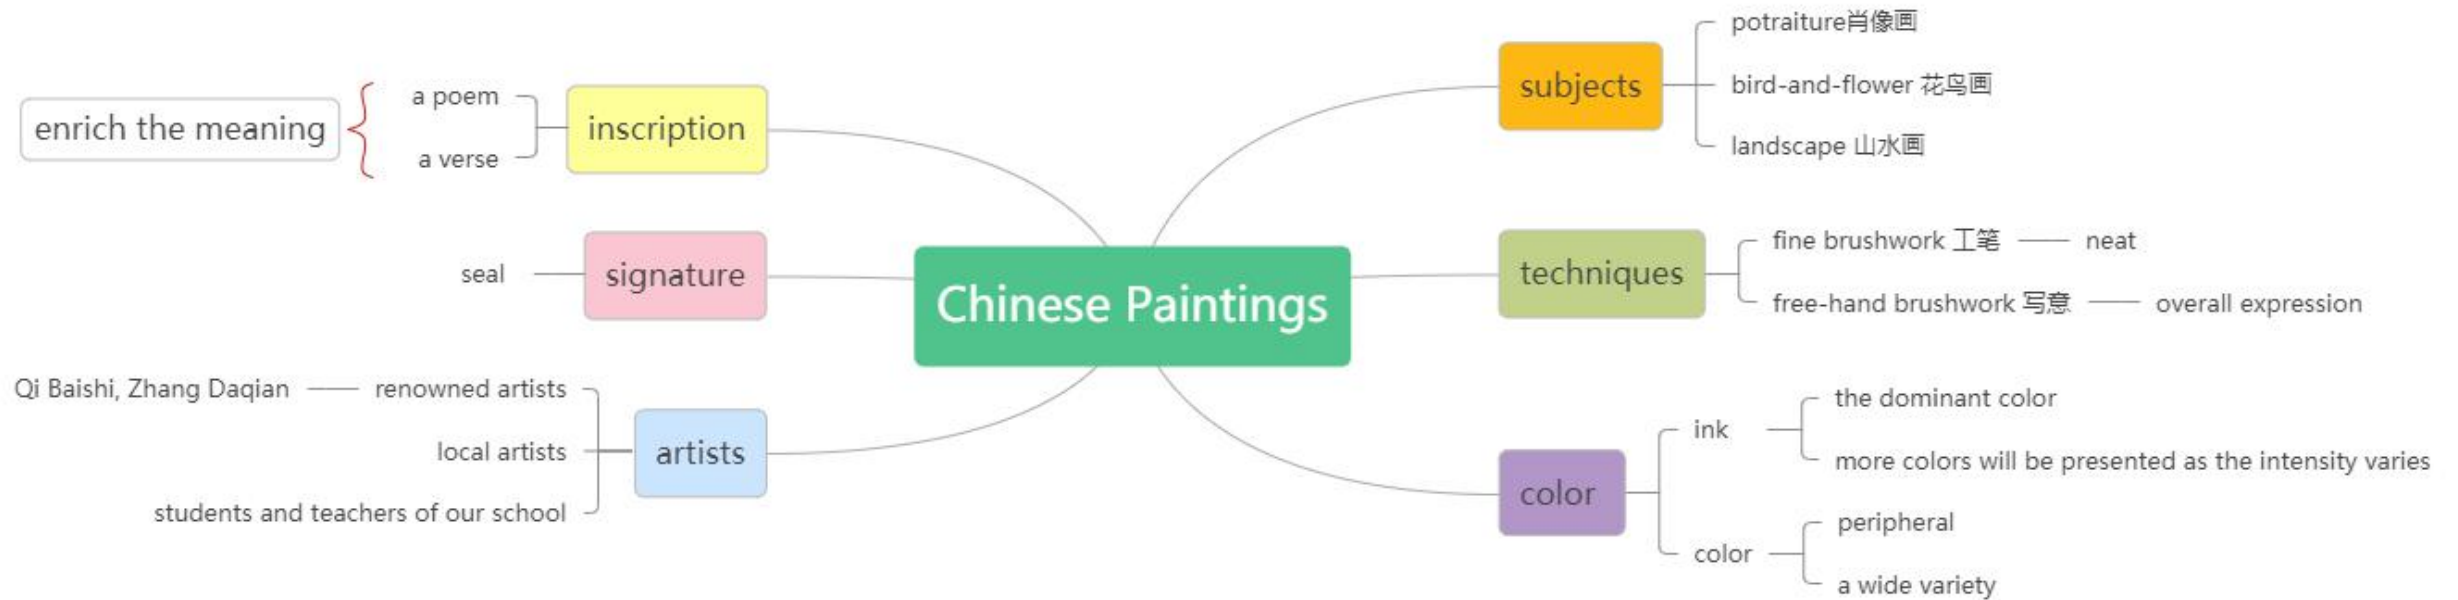 Chinese Paintings
subjects
potraiture肖像画
bird-and-flower 花鸟画
landscape 山水画
techniques
fine brushwork 工笔
neat
free-hand brushwork 写意
overall expression
color
ink
the dominant color
more colors will be presented as the intensity varies
color
peripheral
a wide variety
inscription
a poem
a verse
enrich the meaning
signature
seal
artists
renowned artists
Qi Baishi, Zhang Daqian
local artists
students and teachers of our school